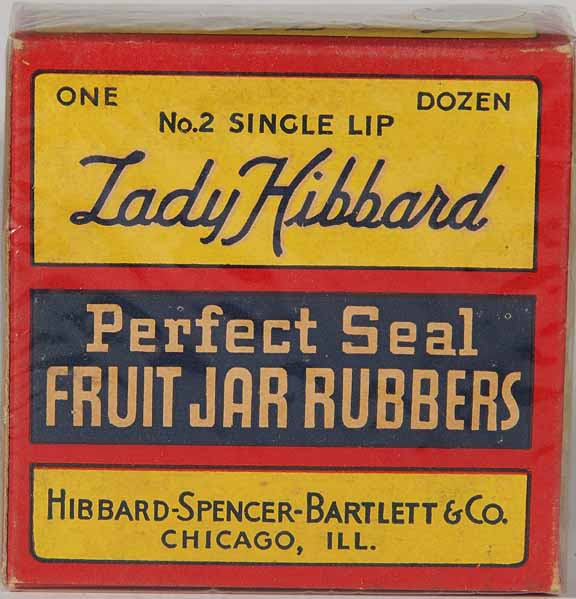 ONE DOZEN
No.2 SINGLE LIP
Lady Hibbard
Perfect Seal
FRUIT JAR RUBBERS
HIBBARD-SPENCER-BARTLETT & CO.
CHICAGO, ILL.